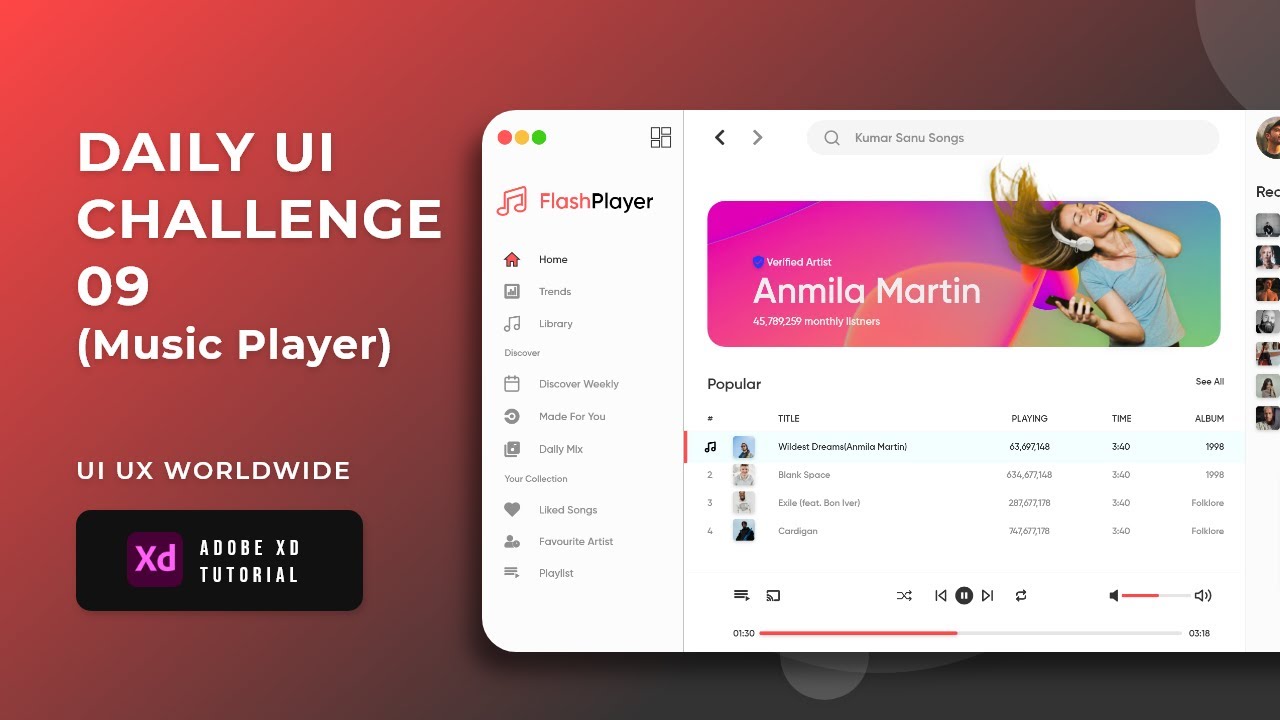 DAILY UI
CHALLENGE
09
(Music Player)
UI UX WORLDWIDE
Xd
ADOBE XD
TUTORIAL
Kumar Sanu Songs
FlashPlayer
Home
Trends
Library
Discover
Discover Weekly
Made For You
Daily Mix
Your Collection
Liked Songs
Favourite Artist
Playlist
Verified Artist
Anmila Martin
45,789,259 monthly listners
Popular
See All
# TITLE PLAYING TIME ALBUM
Wildest Dreams(Anmila Martin) 63,697,148 3:40 1998
2 Blank Space 634,677,148 3:40 1998
3 Exile (feat. Bon Iver) 287,677,178 3:40 Folklore
4 Cardigan 747,677,178 3:40 Folklore
01:30 03:18
Rec